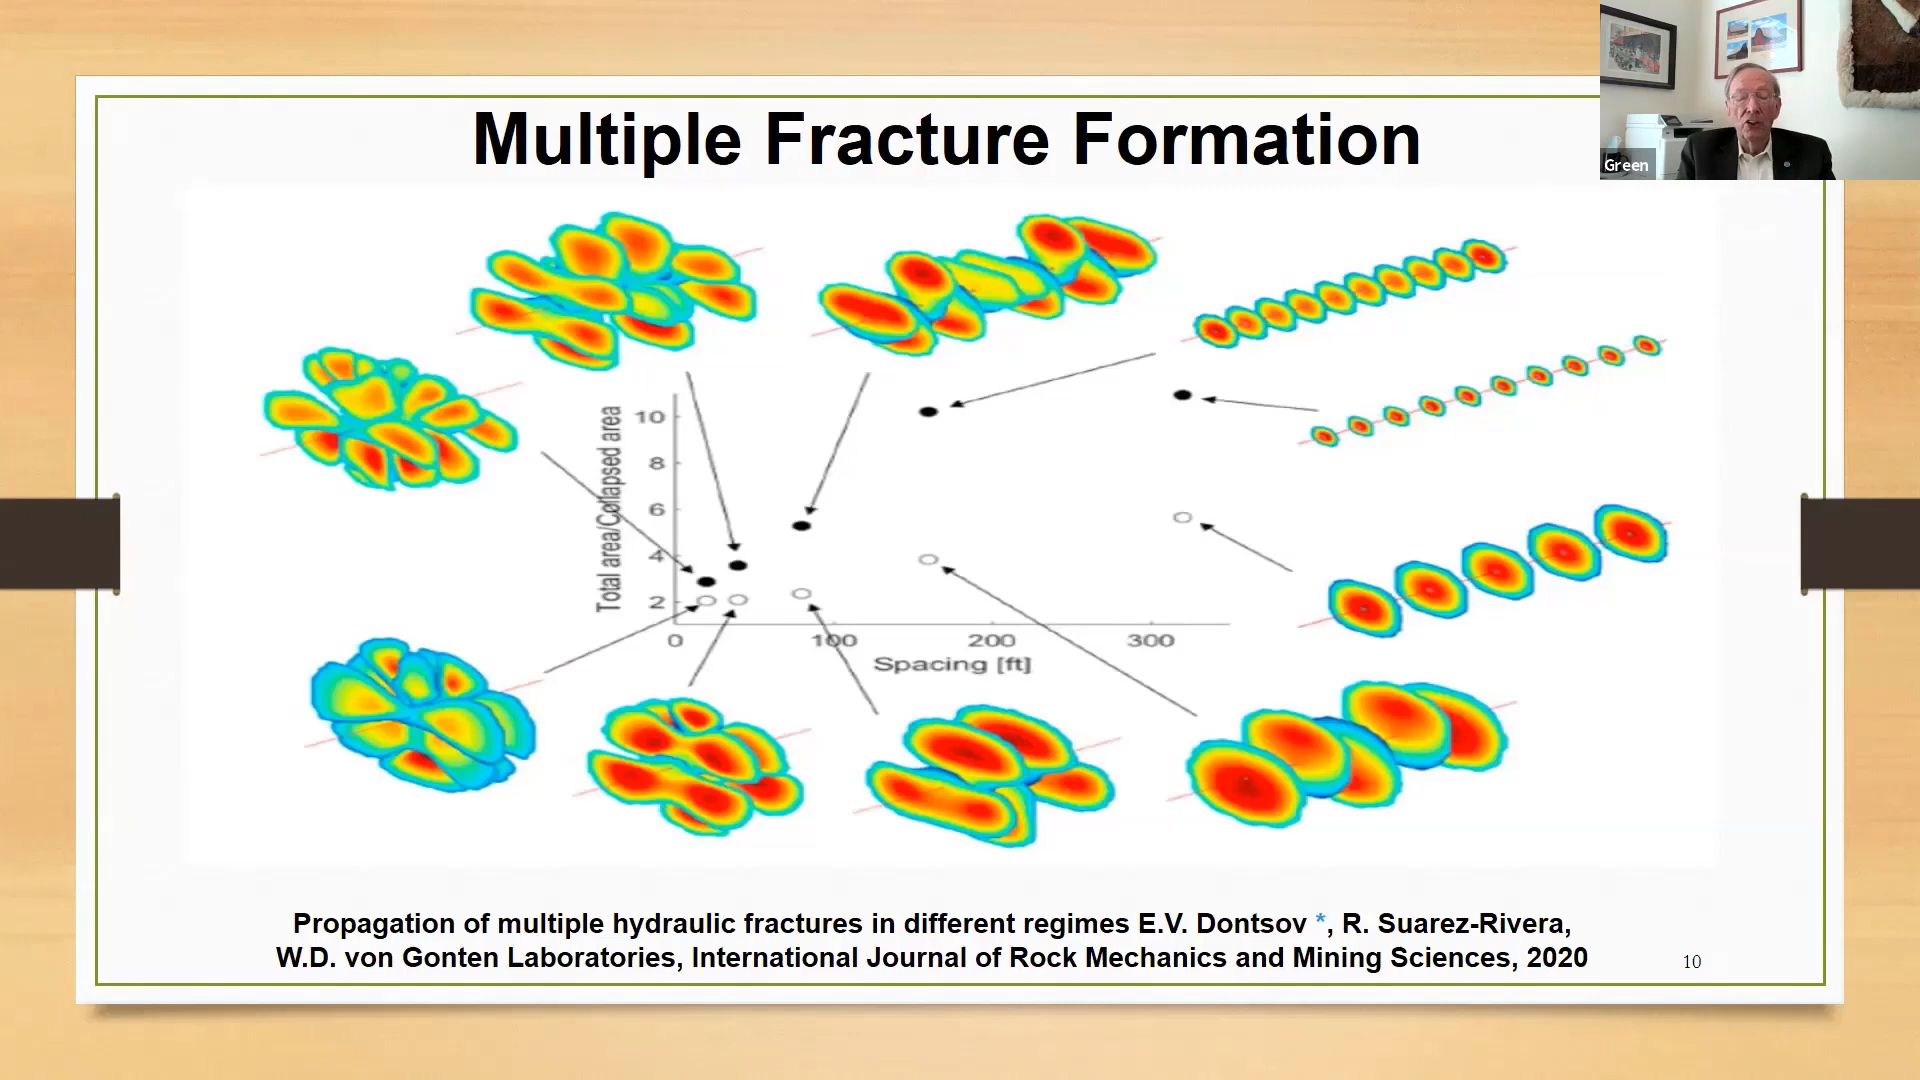 Multiple Fracture Formation
Green
Total area/Collapsed area
10
8
6
4
2
0 100 200 300
Spacing [ft]
Propagation of multiple hydraulic fractures in different regimes E.V. Dontsov *, R. Suarez-Rivera,
W.D. von Gonten Laboratories, International Journal of Rock Mechanics and Mining Sciences, 2020
10